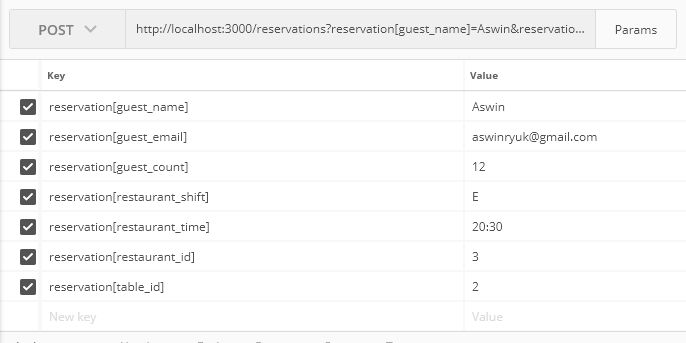 POST http://localhost:3000/reservations?reservation[guest_name]=Aswin&reservatio... Params
Key Value
reservation[guest_name] Aswin
reservation[guest_email] aswinryuk@gmail.com
reservation[guest_count] 12
reservation[restaurant_shift] E
reservation[restaurant_time] 20:30
reservation[restaurant_id] 3
reservation[table_id] 2
New key Value